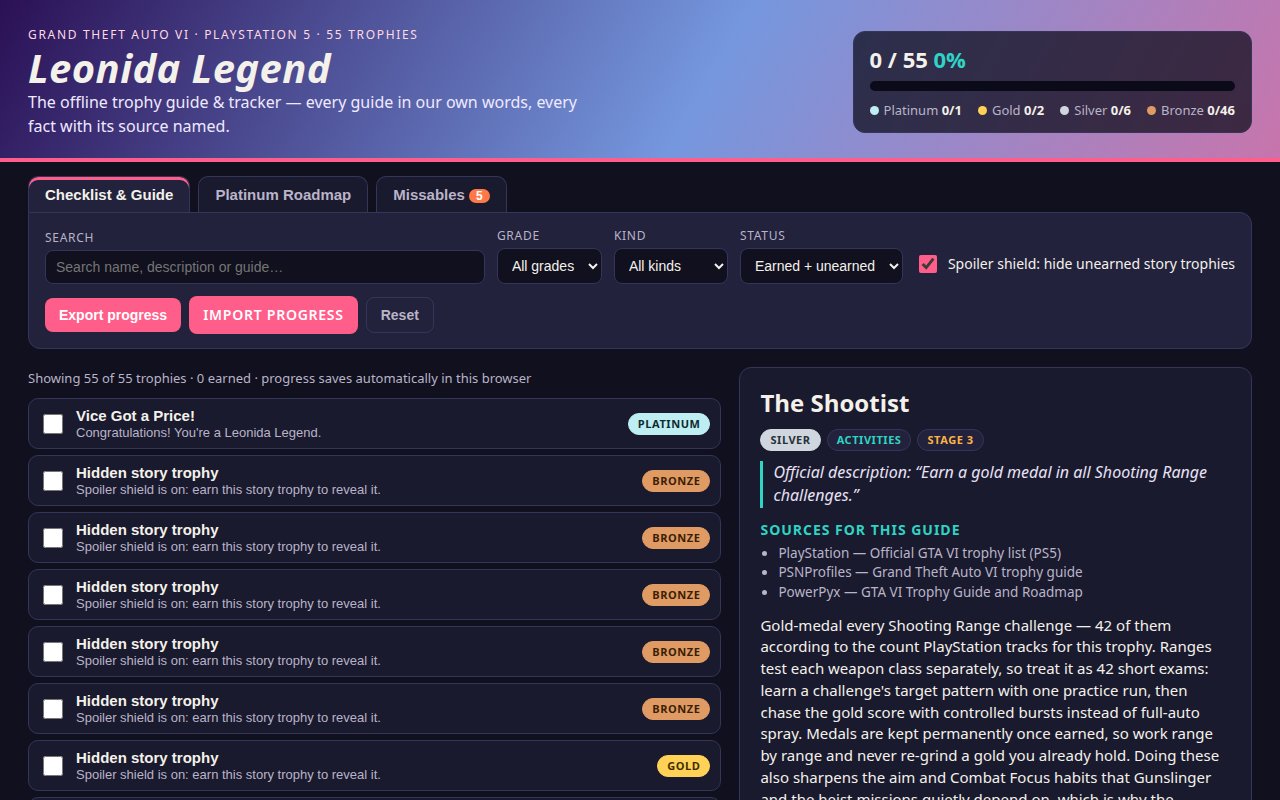 GRAND THEFT AUTO VI · PLAYSTATION 5 · 55 TROPHIES
Leonida Legend
The offline trophy guide & tracker — every guide in our own words, every
fact with its source named.
0 / 55 0%
Platinum 0/1 Gold 0/2 Silver 0/6 Bronze 0/46
Checklist & Guide
Platinum Roadmap
Missables 5
SEARCH
Search name, description or guide…
GRADE
All grades
KIND
All kinds
STATUS
Earned + unearned
Spoiler shield: hide unearned story trophies
Export progress
IMPORT PROGRESS
Reset
Showing 55 of 55 trophies · 0 earned · progress saves automatically in this browser
Vice Got a Price!
Congratulations! You're a Leonida Legend.
PLATINUM
Hidden story trophy
Spoiler shield is on: earn this story trophy to reveal it.
BRONZE
Hidden story trophy
Spoiler shield is on: earn this story trophy to reveal it.
BRONZE
Hidden story trophy
Spoiler shield is on: earn this story trophy to reveal it.
BRONZE
Hidden story trophy
Spoiler shield is on: earn this story trophy to reveal it.
BRONZE
Hidden story trophy
Spoiler shield is on: earn this story trophy to reveal it.
BRONZE
Hidden story trophy
Spoiler shield is on: earn this story trophy to reveal it.
GOLD
The Shootist
SILVER ACTIVITIES STAGE 3
Official description: “Earn a gold medal in all Shooting Range
challenges.”
SOURCES FOR THIS GUIDE
PlayStation — Official GTA VI trophy list (PS5)
PSNProfiles — Grand Theft Auto VI trophy guide
PowerPyx — GTA VI Trophy Guide and Roadmap
Gold-medal every Shooting Range challenge — 42 of them
according to the count PlayStation tracks for this trophy. Ranges
test each weapon class separately, so treat it as 42 short exams:
learn a challenge's target pattern with one practice run, then
chase the gold score with controlled bursts instead of full-auto
spray. Medals are kept permanently once earned, so work range
by range and never re-grind a gold you already hold. Doing these
also sharpens the aim and Combat Focus habits that Gunslinger
and the heist missions quietly depend on, which is why the